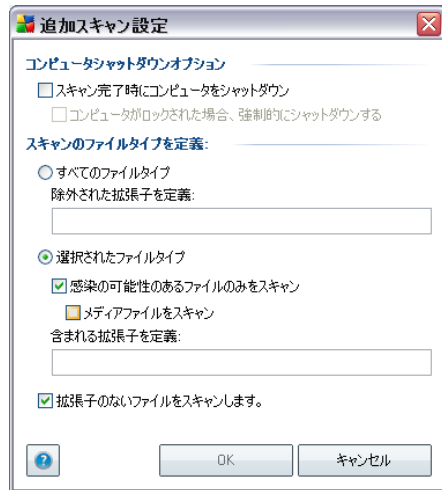 追加スキャン設定
コンピュータシャットダウンオプション
スキャン完了時にコンピュータをシャットダウン
コンピュータがロックされた場合、強制的にシャットダウンする
スキャンのファイルタイプを定義:
すべてのファイルタイプ
除外された拡張子を定義:
選択されたファイルタイプ
感染の可能性のあるファイルのみをスキャン
メディアファイルをスキャン
含まれる拡張子を定義:
拡張子のないファイルをスキャンします。
?
OK
キャンセル